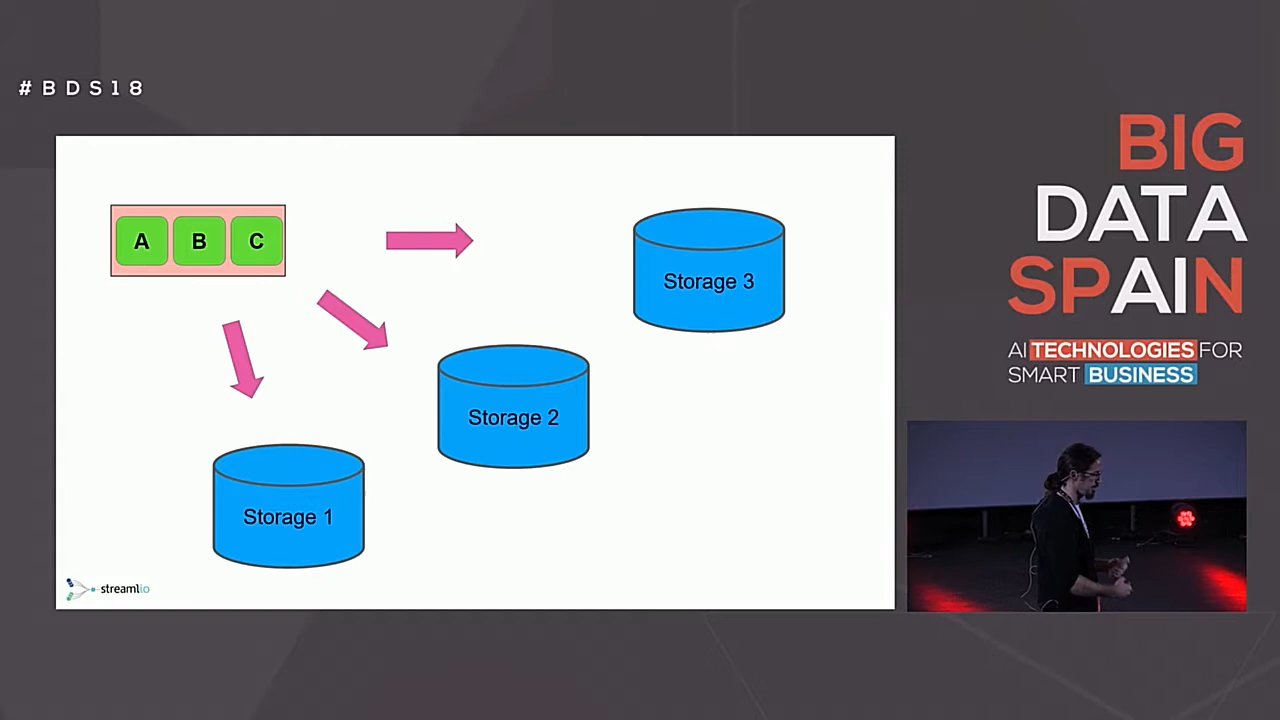 #BDS18
A B C
Storage 3
Storage 2
Storage 1
streamlio
BIG
DATA
SPAIN
AI TECHNOLOGIES FOR
SMART BUSINESS